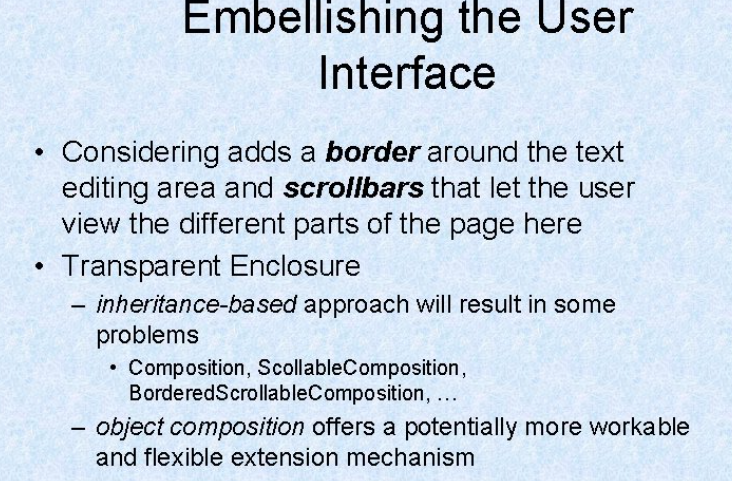 Embellishing the User
Interface
• Considering adds a border around the text
editing area and scrollbars that let the user
view the different parts of the page here
• Transparent Enclosure
– inheritance-based approach will result in some
problems
• Composition, ScollableComposition,
BorderedScrollableComposition, …
– object composition offers a potentially more workable
and flexible extension mechanism